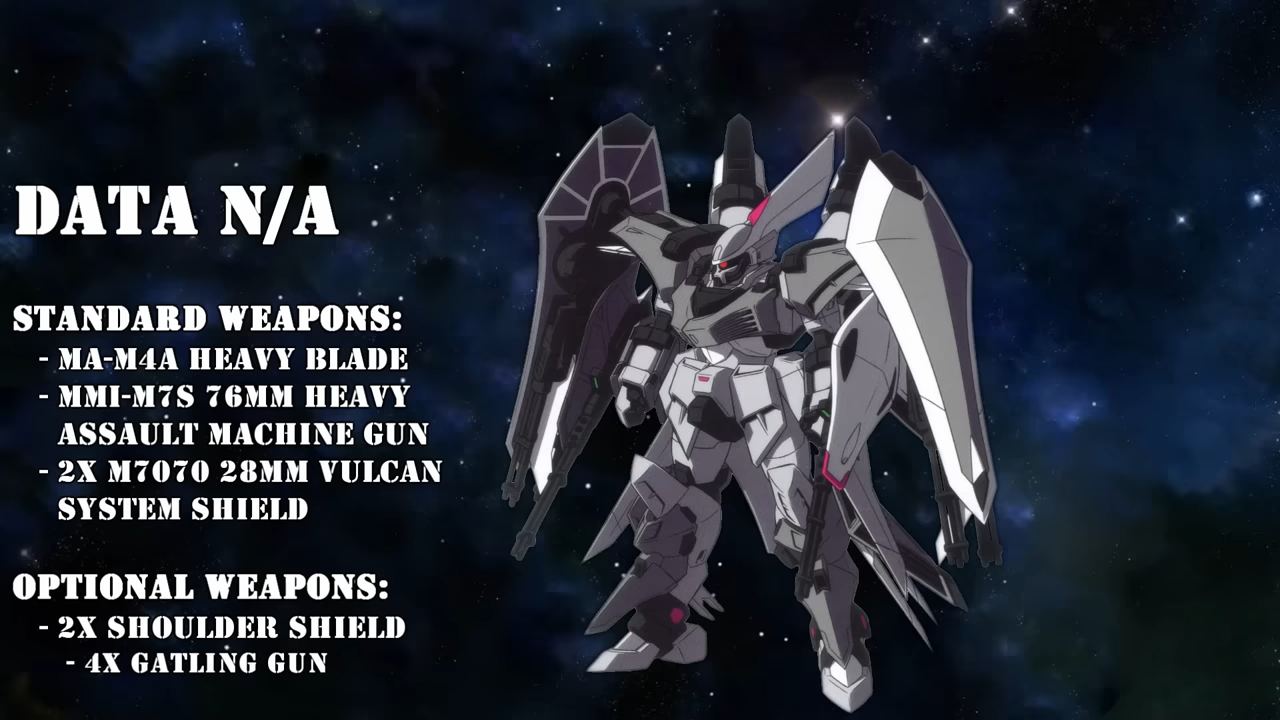 DATA N/A
STANDARD WEAPONS:
- MA-M4A HEAVY BLADE
- MMI-M7S 76MM HEAVY
ASSAULT MACHINE GUN
- 2X M7070 28MM VULCAN
SYSTEM SHIELD
OPTIONAL WEAPONS:
- 2X SHOULDER SHIELD
- 4X GATLING GUN